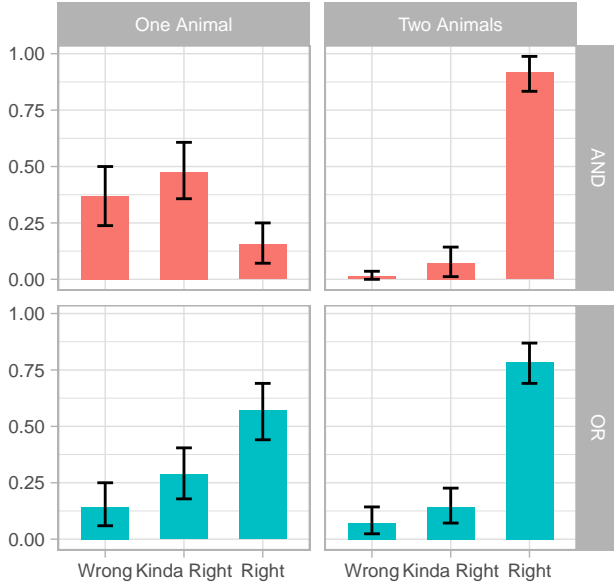 One Animal Two Animals
1.00
0.75
0.50
0.25
0.00
AND
1.00
0.75
0.50
0.25
0.00
OR
Wrong Kinda Right Right Wrong Kinda Right Right